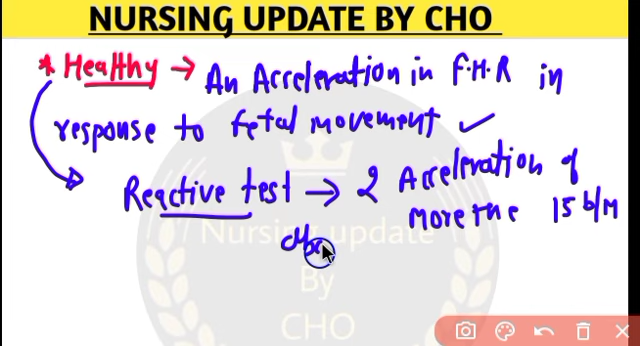 NURSING UPDATE BY CHO
* Healthy → An Acceleration in F.H.R in
response to fetal movement ✓
Reactive test → 2 Acceleration of
more the 15 b/M
Nursing update
By
CHO